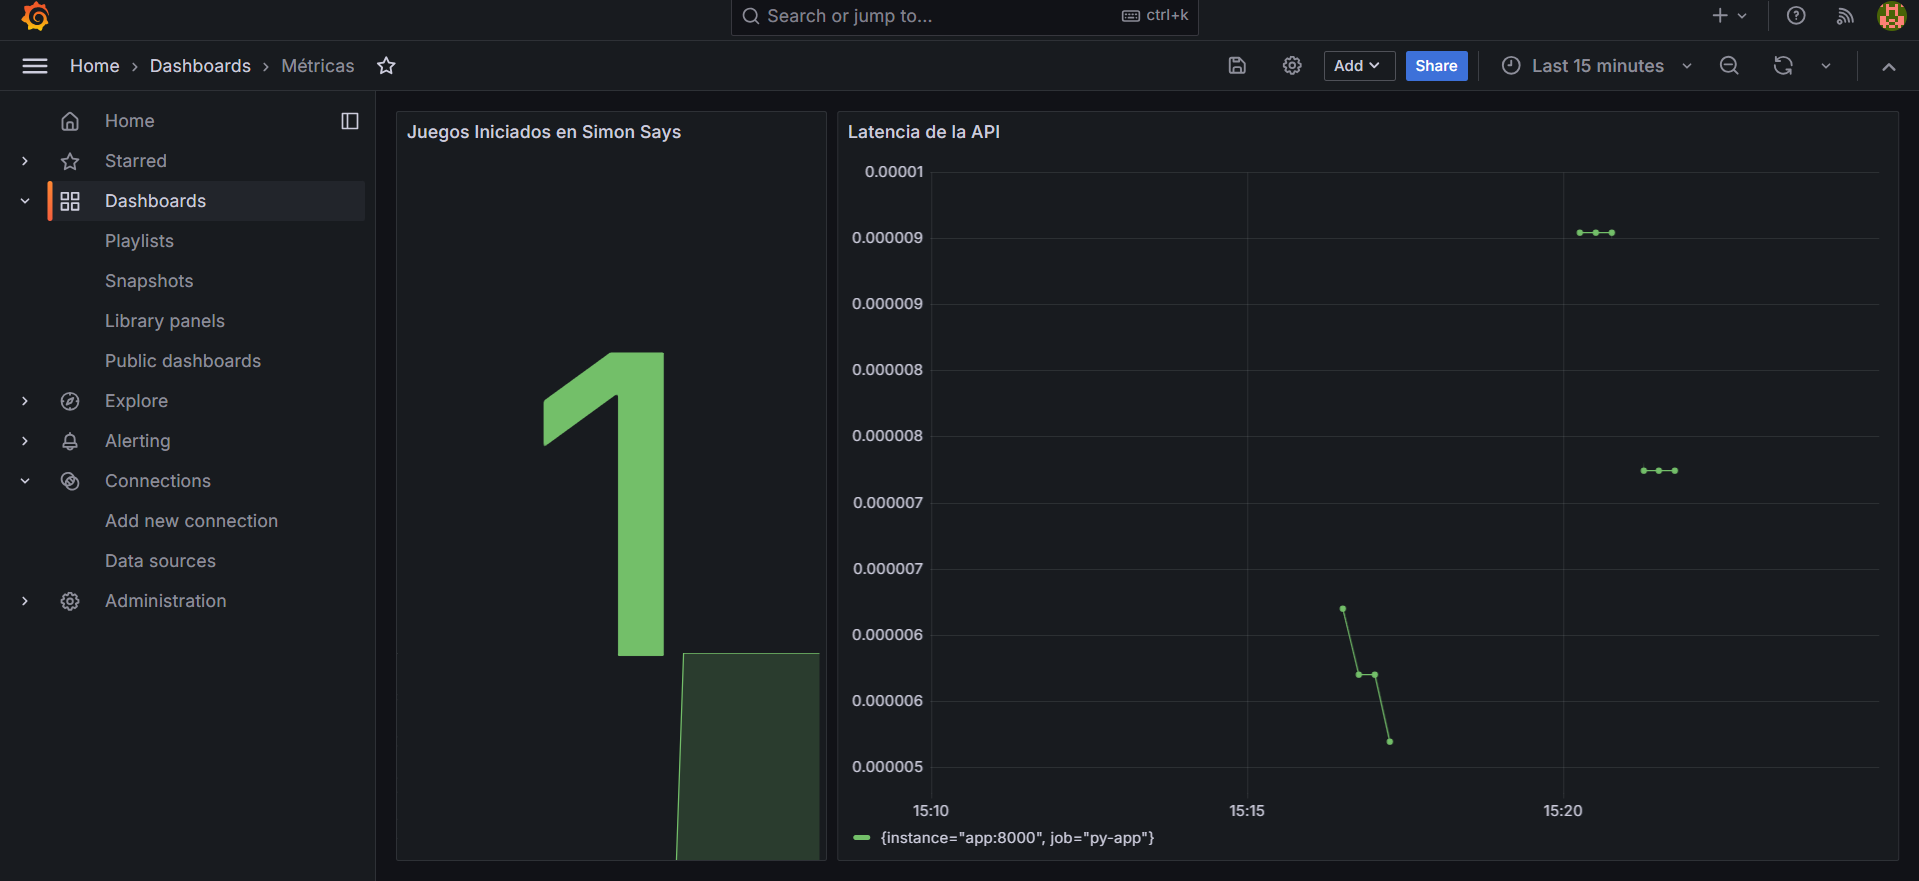 Search or jump to...
ctrl+k
Home › Dashboards › Métricas
Add
Share
Last 15 minutes
Home
Starred
Dashboards
Playlists
Snapshots
Library panels
Public dashboards
Explore
Alerting
Connections
Add new connection
Data sources
Administration
Juegos Iniciados en Simon Says
1
Latencia de la API
0.00001
0.000009
0.000009
0.000008
0.000008
0.000007
0.000007
0.000006
0.000006
0.000005
15:10
15:15
15:20
{instance="app:8000", job="py-app"}